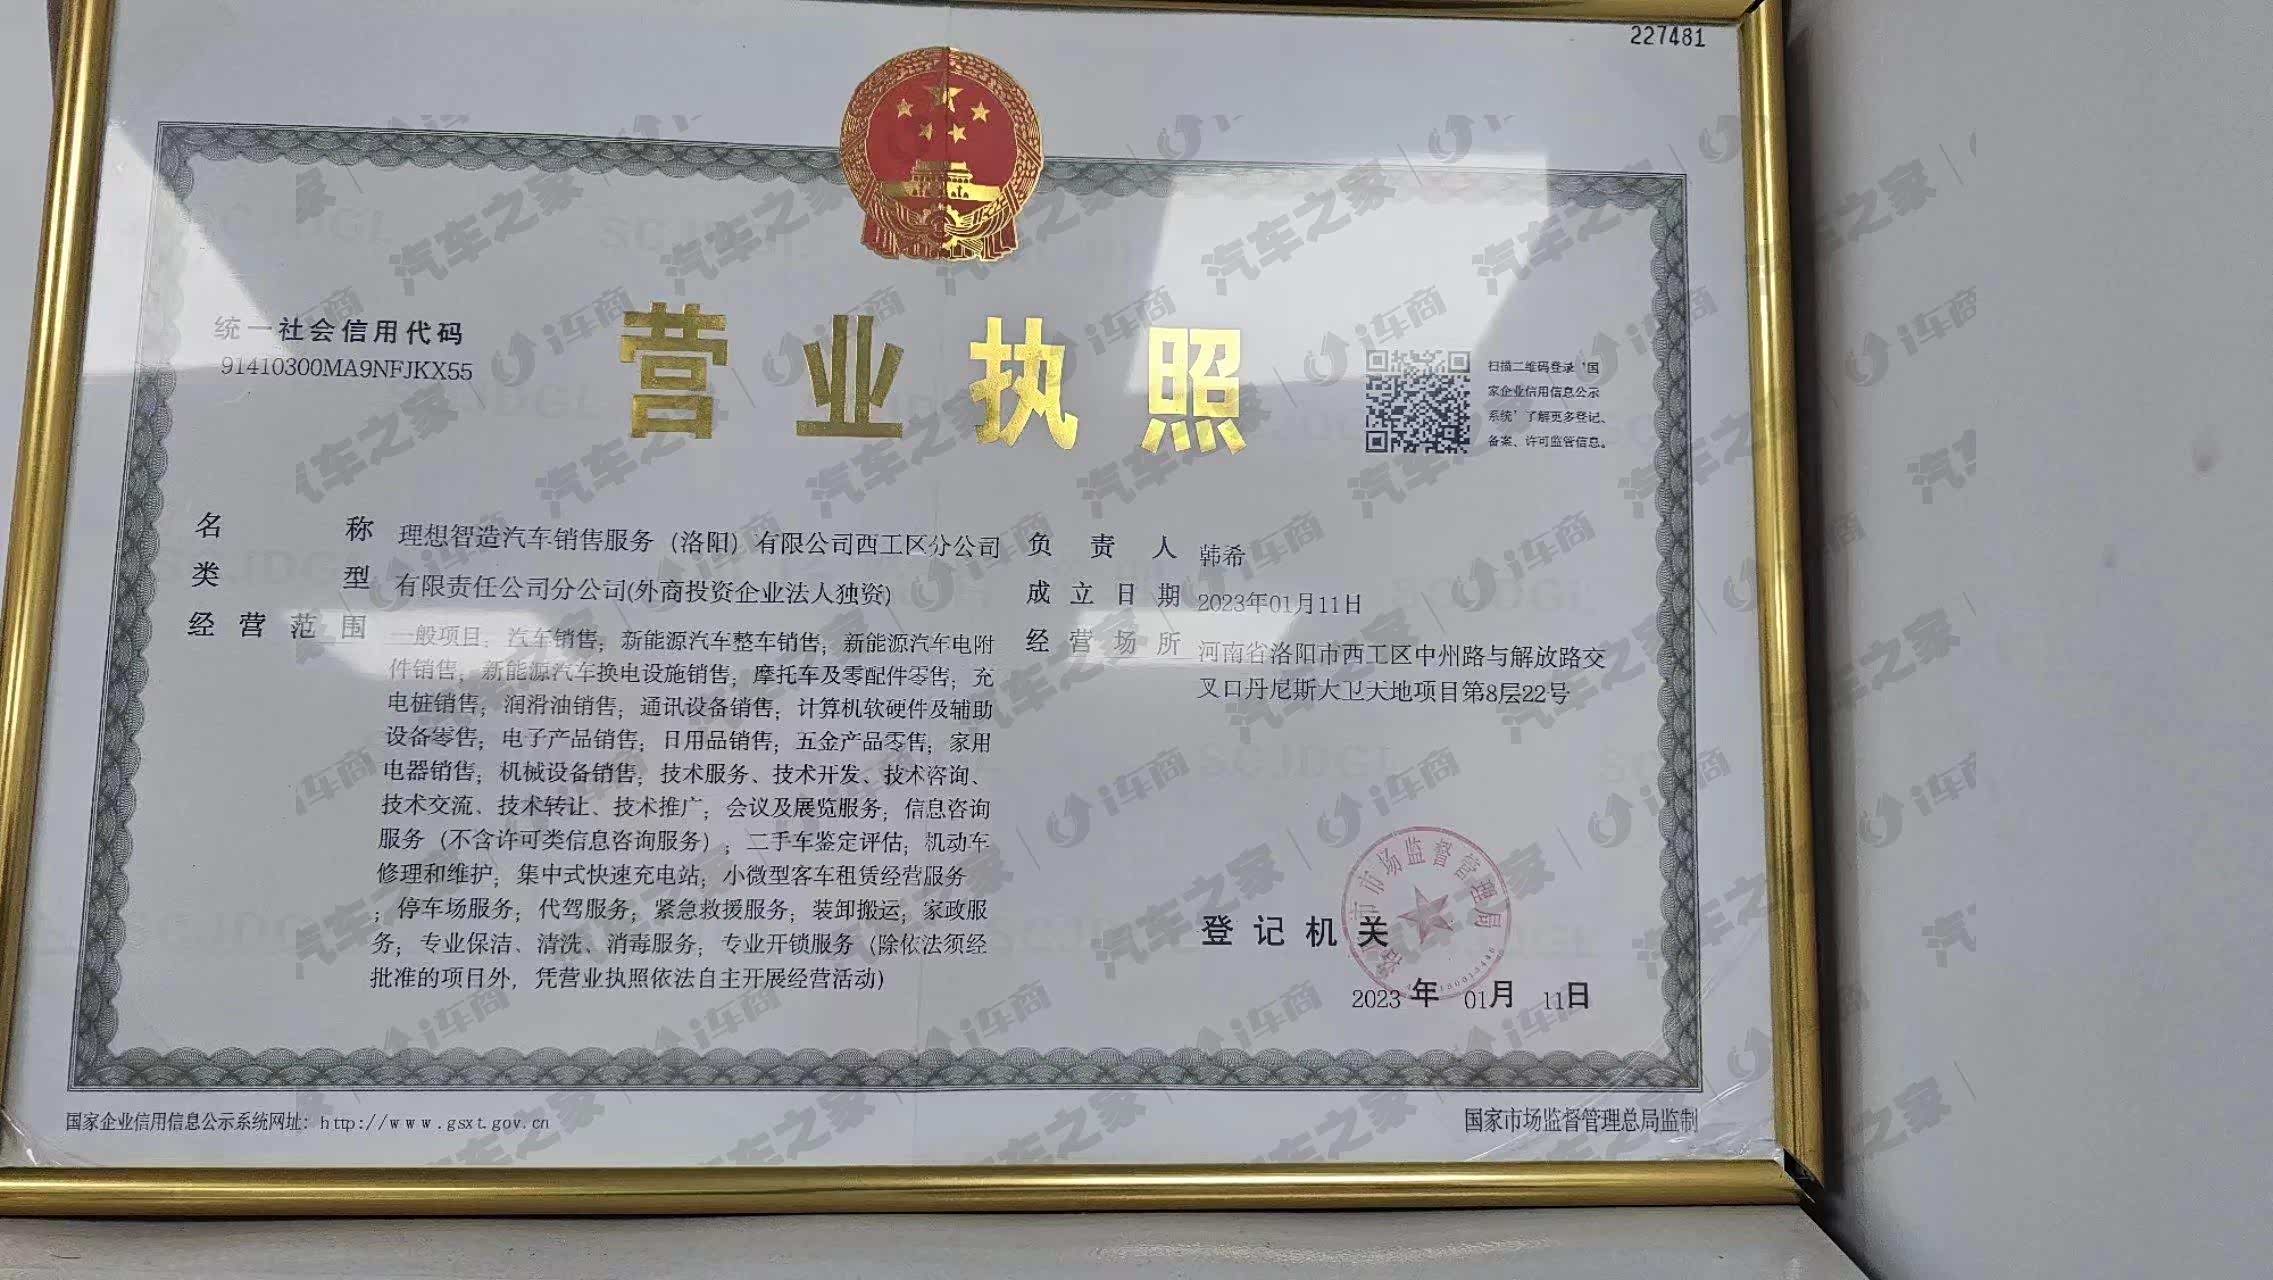 227481
统一社会信用代码
91410300MA9NFJKX55
营业执照
扫描二维码登录‘国
家企业信用信息公示
系统’了解更多登记、
备案、许可监管信息。
名称 理想智造汽车销售服务（洛阳）有限公司西工区分公司
类型 有限责任公司分公司(外商投资企业法人独资)
经营范围 一般项目：汽车销售；新能源汽车整车销售；新能源汽车电附
件销售；新能源汽车换电设施销售；摩托车及零配件零售；充
电桩销售；润滑油销售；通讯设备销售；计算机软硬件及辅助
设备零售；电子产品销售；日用品销售；五金产品零售；家用
电器销售；机械设备销售；技术服务、技术开发、技术咨询、
技术交流、技术转让、技术推广；会议及展览服务；信息咨询
服务（不含许可类信息咨询服务）；二手车鉴定评估；机动车
修理和维护；集中式快速充电站；小微型客车租赁经营服务
；停车场服务；代驾服务；紧急救援服务；装卸搬运；家政服
务；专业保洁、清洗、消毒服务；专业开锁服务（除依法须经
批准的项目外，凭营业执照依法自主开展经营活动）
负责人 韩希
成立日期 2023年01月11日
经营场所 河南省洛阳市西工区中州路与解放路交
叉口丹尼斯大卫天地项目第8层22号
登记机关
洛阳市市场监督管理局
2023年01月11日
国家企业信用信息公示系统网址：http://www.gsxt.gov.cn
国家市场监督管理总局监制
汽车之家 | i车商